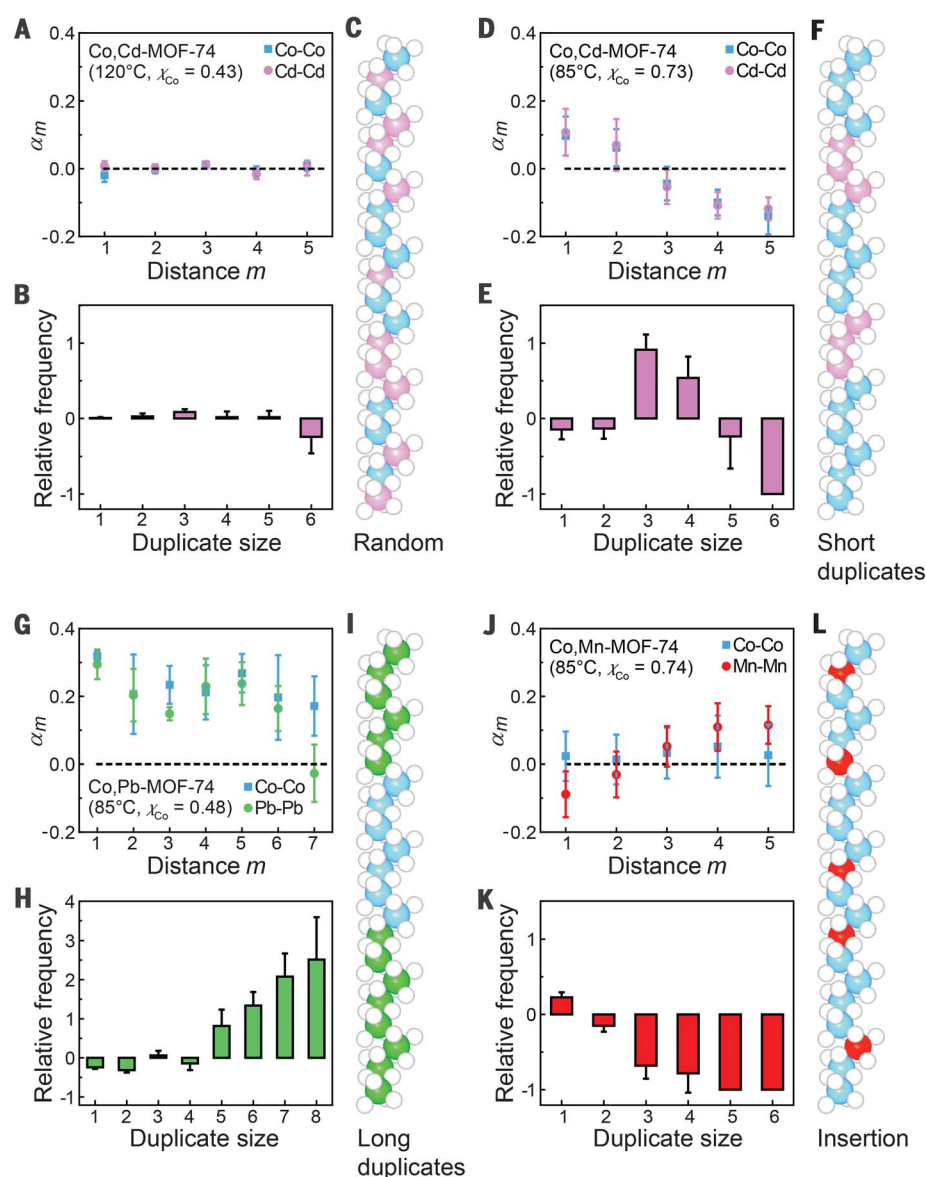 A
0.4
0.2
0.0
-0.2
αm
Co,Cd-MOF-74
(120°C, χCo = 0.43)
Co-Co
Cd-Cd
1 2 3 4 5
Distance m
B
Relative frequency
1
0
-1
1 2 3 4 5 6
Duplicate size
C
Random
D
0.4
0.2
0.0
-0.2
αm
Co,Cd-MOF-74
(85°C, χCo = 0.73)
Co-Co
Cd-Cd
1 2 3 4 5
Distance m
E
Relative frequency
1
0
-1
1 2 3 4 5 6
Duplicate size
F
Short
duplicates
G
0.4
0.2
0.0
-0.2
αm
Co,Pb-MOF-74
(85°C, χCo = 0.48)
Co-Co
Pb-Pb
1 2 3 4 5 6 7
Distance m
H
Relative frequency
4
3
2
1
0
-1
1 2 3 4 5 6 7 8
Duplicate size
I
Long
duplicates
J
0.4
0.2
0.0
-0.2
αm
Co,Mn-MOF-74
(85°C, χCo = 0.74)
Co-Co
Mn-Mn
1 2 3 4 5
Distance m
K
Relative frequency
1
0
-1
1 2 3 4 5 6
Duplicate size
L
Insertion